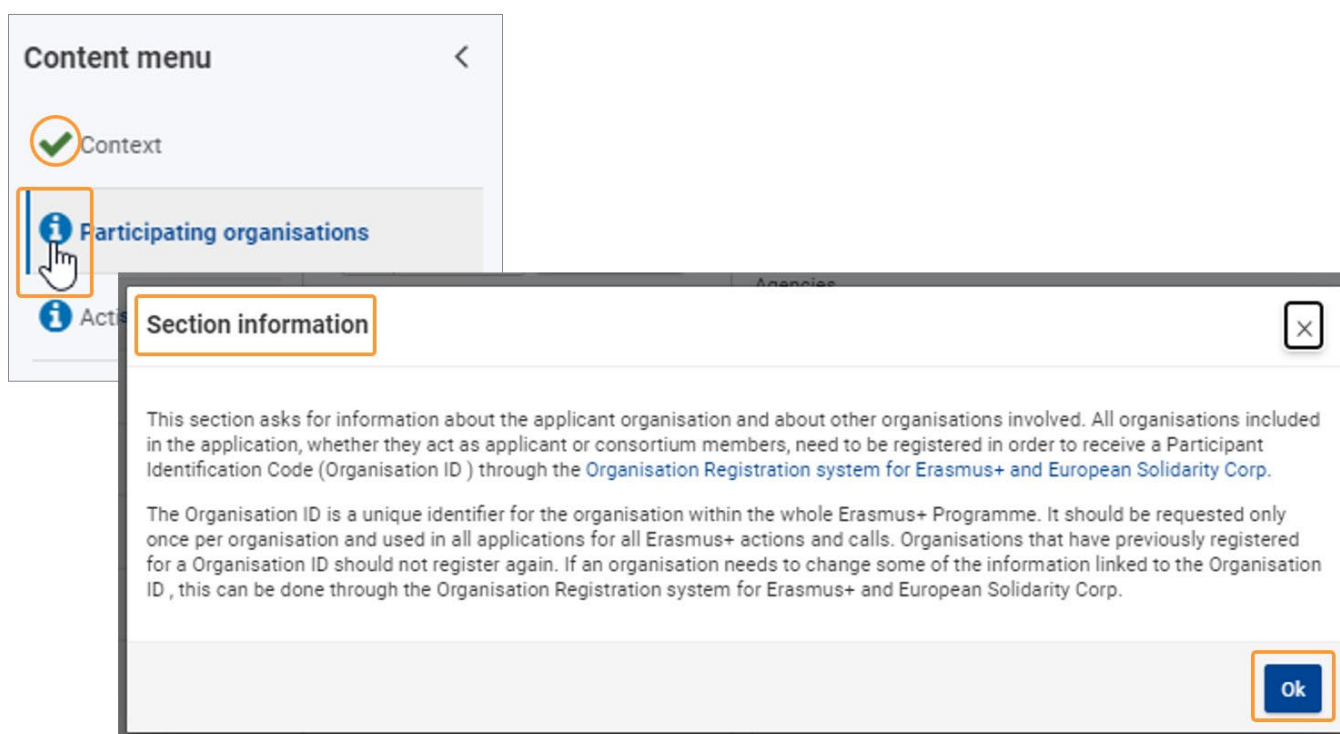 Content menu
Context
Participating organisations
Agencies
Acti
Section information
This section asks for information about the applicant organisation and about other organisations involved. All organisations included
in the application, whether they act as applicant or consortium members, need to be registered in order to receive a Participant
Identification Code (Organisation ID ) through the Organisation Registration system for Erasmus+ and European Solidarity Corp.
The Organisation ID is a unique identifier for the organisation within the whole Erasmus+ Programme. It should be requested only
once per organisation and used in all applications for all Erasmus+ actions and calls. Organisations that have previously registered
for a Organisation ID should not register again. If an organisation needs to change some of the information linked to the Organisation
ID , this can be done through the Organisation Registration system for Erasmus+ and European Solidarity Corp.
Ok